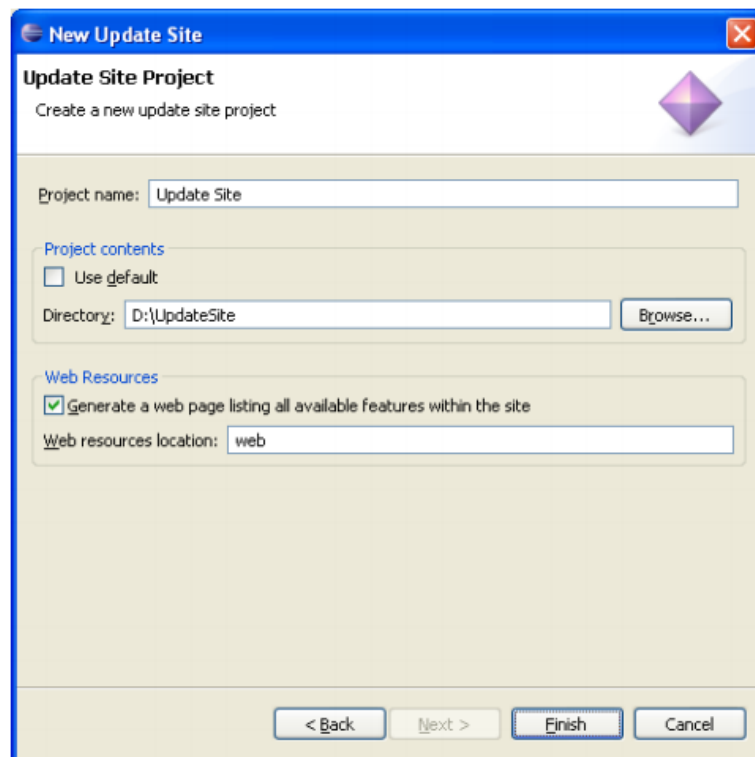 New Update Site
Update Site Project
Create a new update site project
Project name: Update Site
Project contents
Use default
Directory: D:\UpdateSite Browse...
Web Resources
Generate a web page listing all available features within the site
Web resources location: web
< Back Next > Finish Cancel